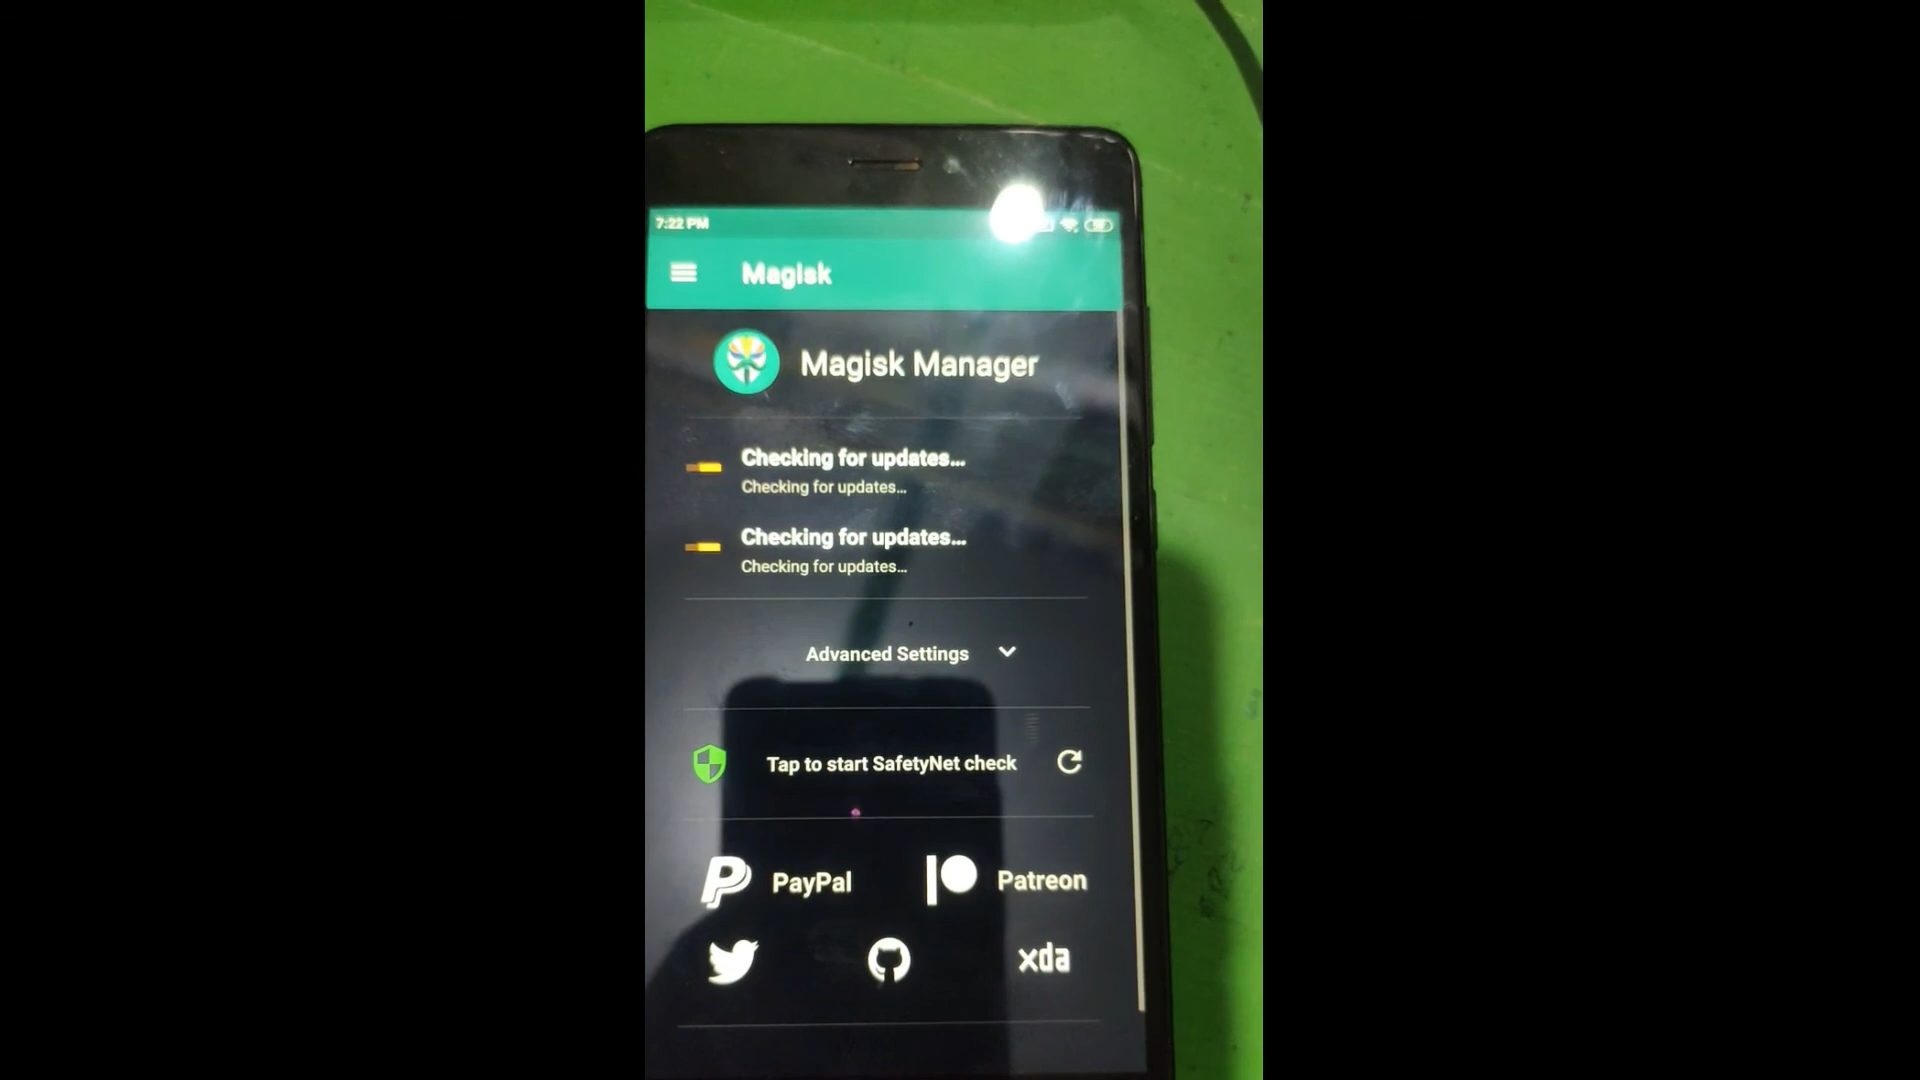 7:22 PM
Magisk
Magisk Manager
Checking for updates...
Checking for updates...
Checking for updates...
Checking for updates...
Advanced Settings
Tap to start SafetyNet check
PayPal
Patreon
xda